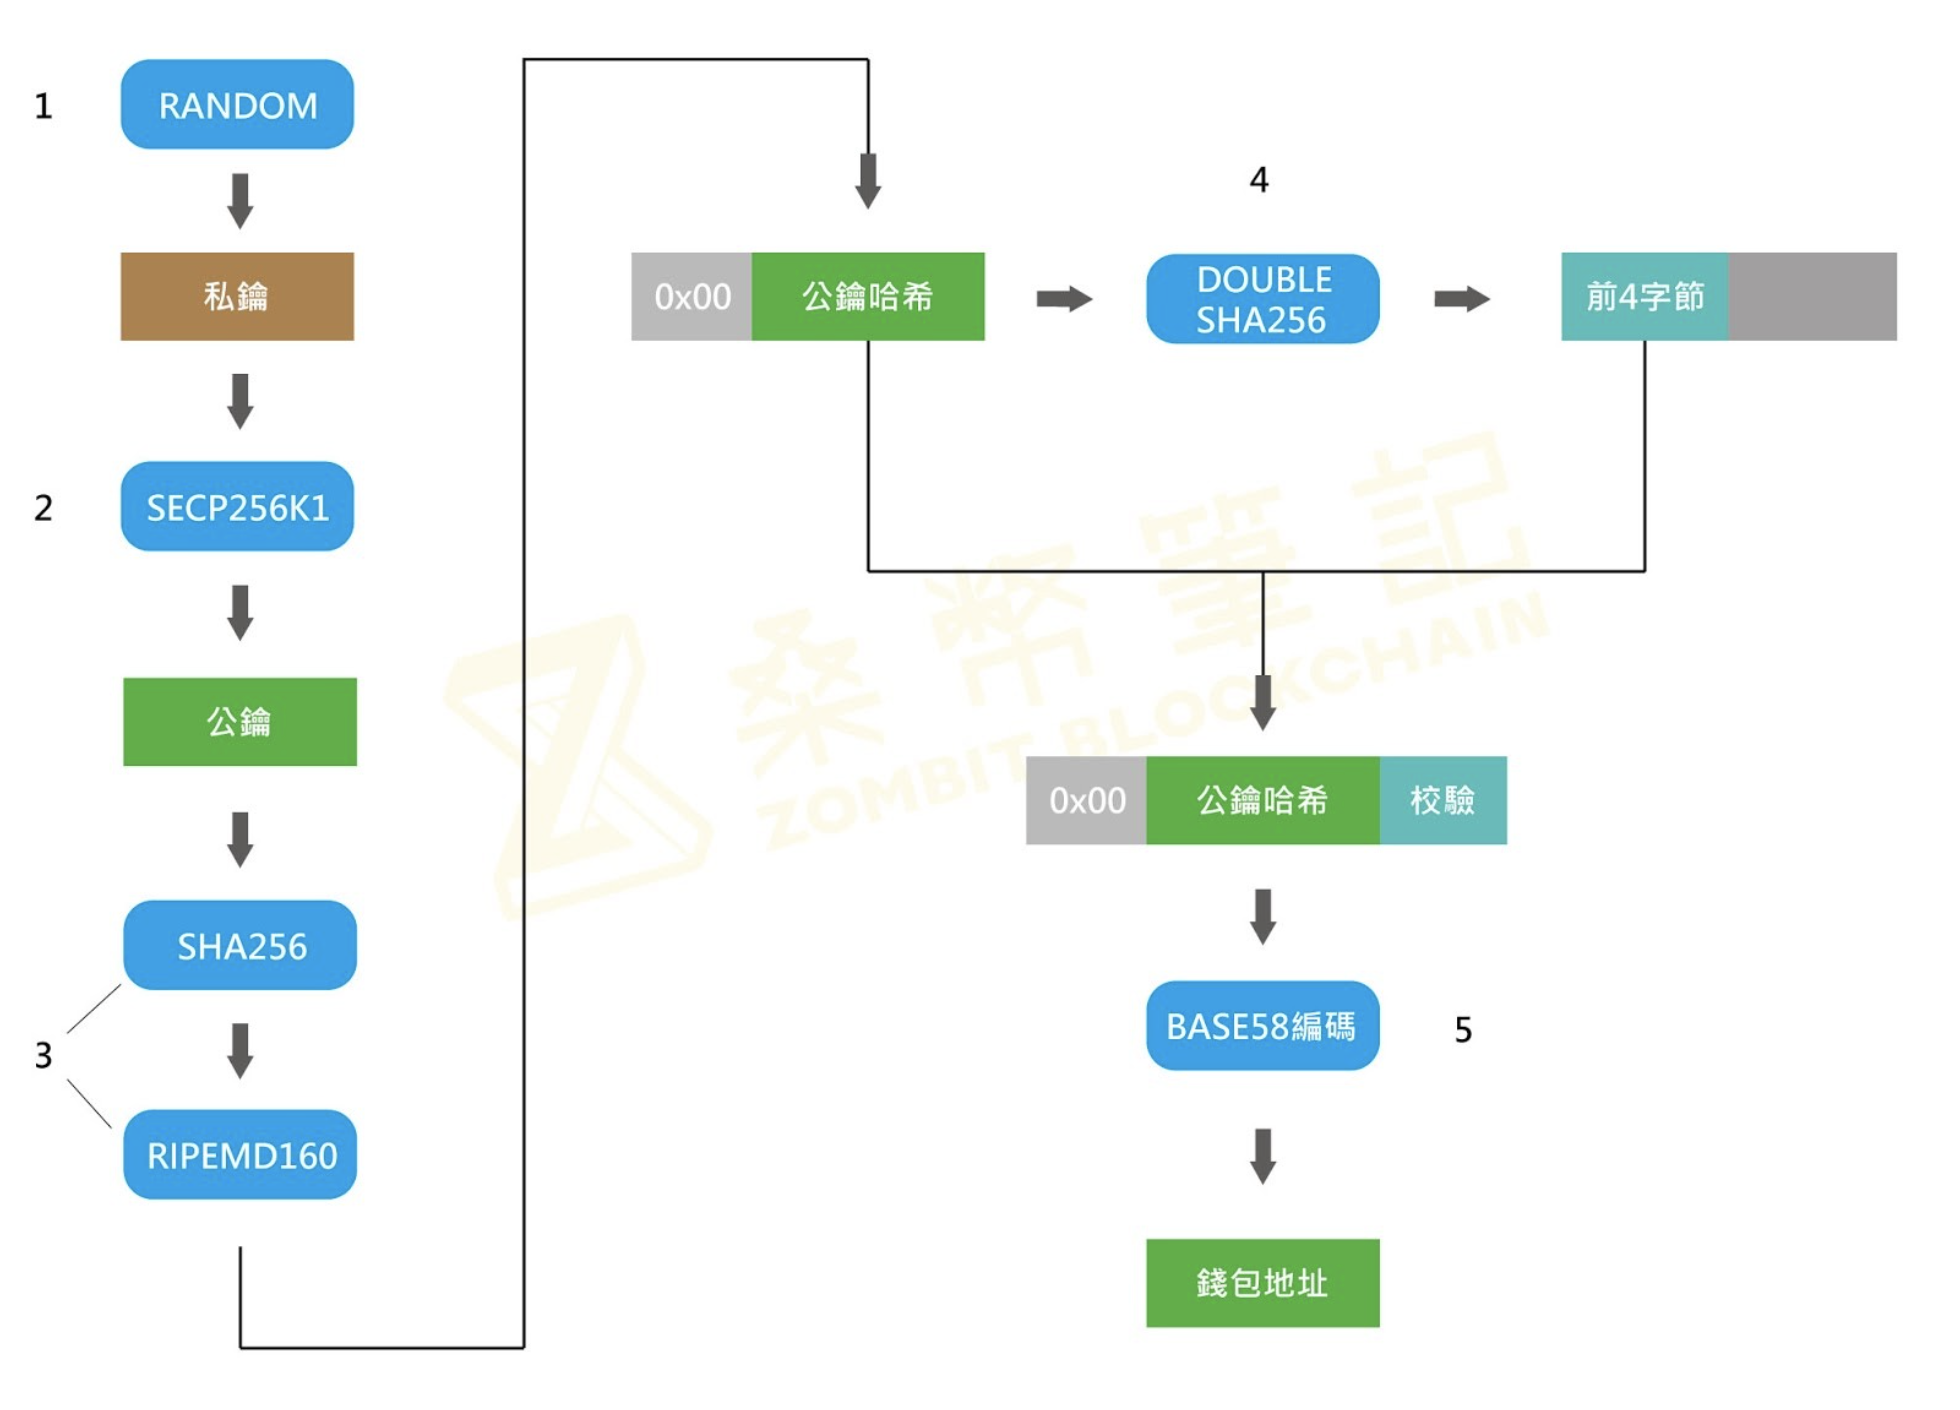 1
RANDOM
私鑰
2
SECP256K1
公鑰
SHA256
3
RIPEMD160
0x00
公鑰哈希
4
DOUBLE
SHA256
前4字節
0x00
公鑰哈希
校驗
BASE58編碼
5
錢包地址
桑幣筆記
ZOMBIT BLOCKCHAIN